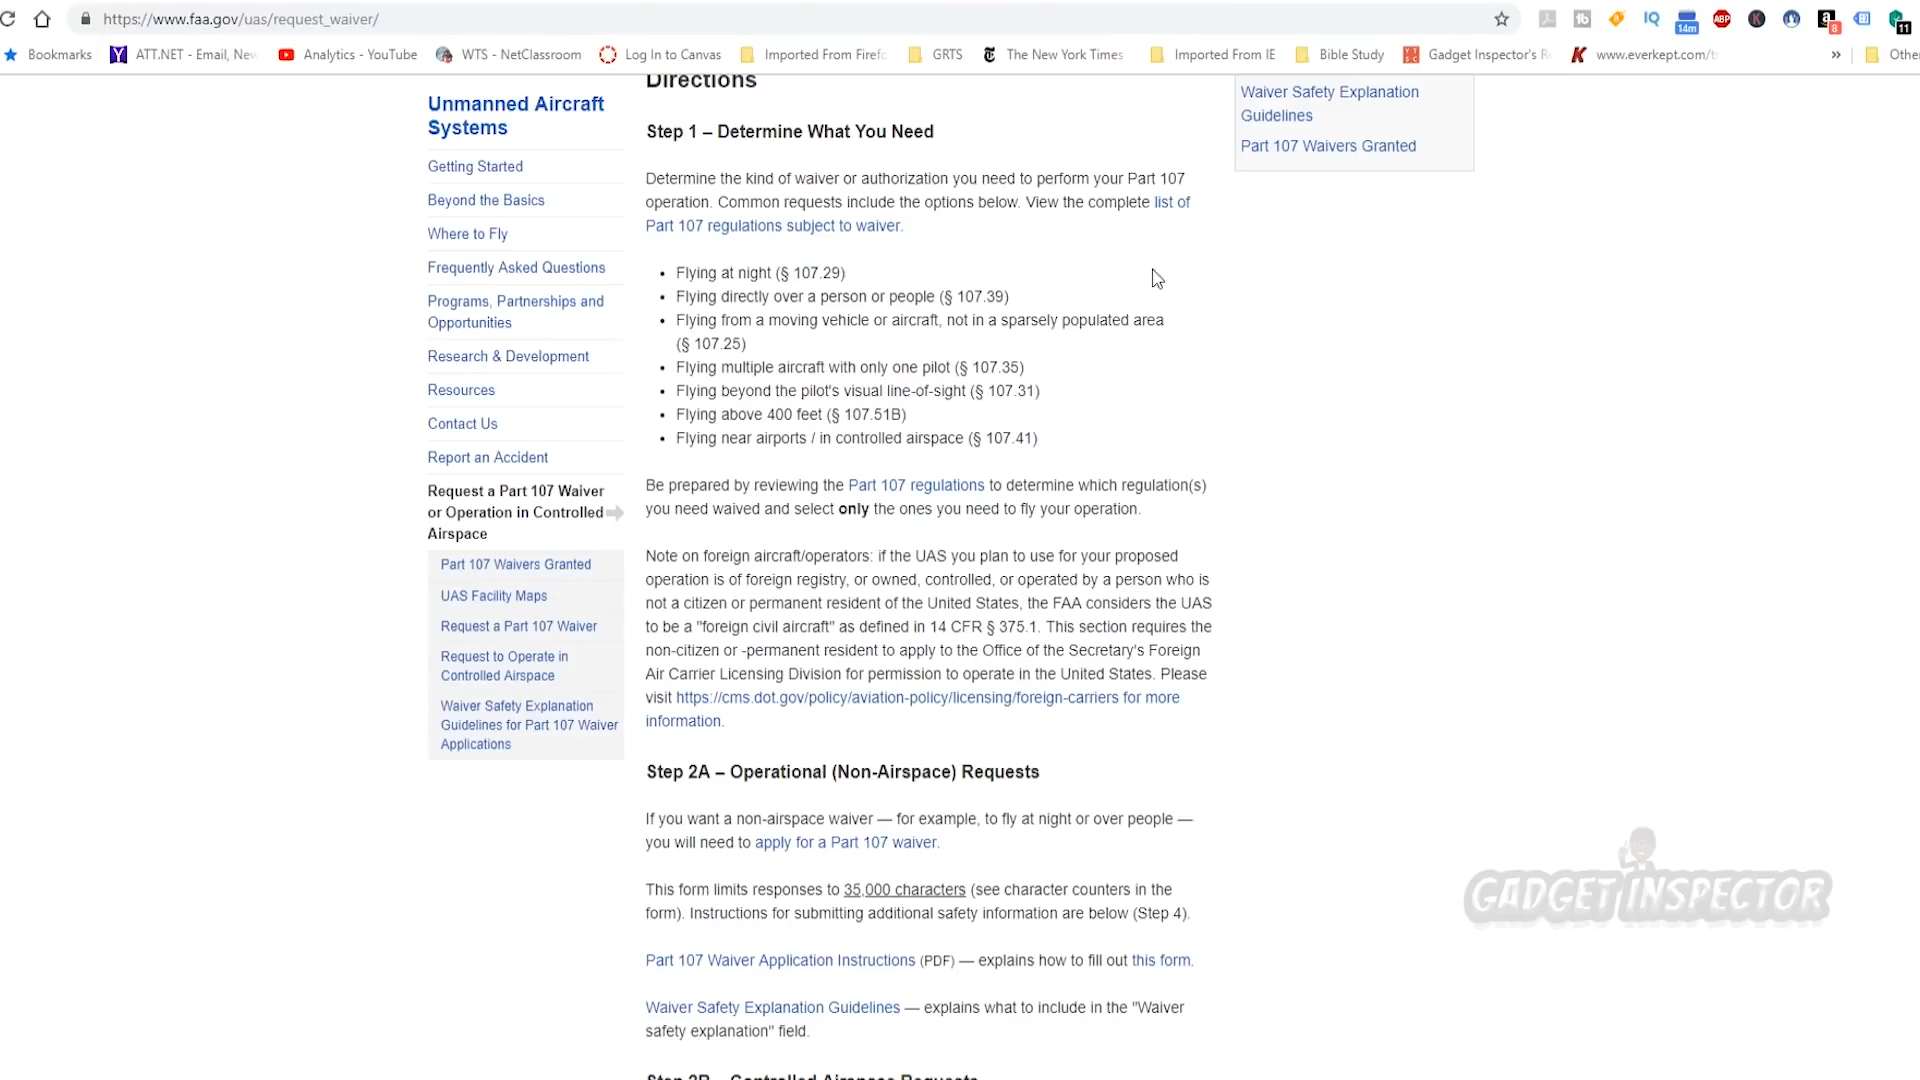 https://www.faa.gov/uas/request_waiver/
14m
ABP
8
11
Bookmarks
ATT.NET - Email, New
Analytics - YouTube
WTS - NetClassroom
Log In to Canvas
Imported From Firefo
GRTS
The New York Times
Imported From IE
Bible Study
Gadget Inspector's R
www.everkept.com/t
»
Other
Unmanned Aircraft
Systems
Getting Started
Beyond the Basics
Where to Fly
Frequently Asked Questions
Programs, Partnerships and
Opportunities
Research & Development
Resources
Contact Us
Report an Accident
Request a Part 107 Waiver
or Operation in Controlled
Airspace
Part 107 Waivers Granted
UAS Facility Maps
Request a Part 107 Waiver
Request to Operate in
Controlled Airspace
Waiver Safety Explanation
Guidelines for Part 107 Waiver
Applications
Directions
Step 1 – Determine What You Need
Determine the kind of waiver or authorization you need to perform your Part 107
operation. Common requests include the options below. View the complete list of
Part 107 regulations subject to waiver.
• Flying at night (§ 107.29)
• Flying directly over a person or people (§ 107.39)
• Flying from a moving vehicle or aircraft, not in a sparsely populated area
(§ 107.25)
• Flying multiple aircraft with only one pilot (§ 107.35)
• Flying beyond the pilot's visual line-of-sight (§ 107.31)
• Flying above 400 feet (§ 107.51B)
• Flying near airports / in controlled airspace (§ 107.41)
Be prepared by reviewing the Part 107 regulations to determine which regulation(s)
you need waived and select only the ones you need to fly your operation.
Note on foreign aircraft/operators: if the UAS you plan to use for your proposed
operation is of foreign registry, or owned, controlled, or operated by a person who is
not a citizen or permanent resident of the United States, the FAA considers the UAS
to be a "foreign civil aircraft" as defined in 14 CFR § 375.1. This section requires the
non-citizen or -permanent resident to apply to the Office of the Secretary's Foreign
Air Carrier Licensing Division for permission to operate in the United States. Please
visit https://cms.dot.gov/policy/aviation-policy/licensing/foreign-carriers for more
information.
Step 2A – Operational (Non-Airspace) Requests
If you want a non-airspace waiver — for example, to fly at night or over people —
you will need to apply for a Part 107 waiver.
This form limits responses to 35,000 characters (see character counters in the
form). Instructions for submitting additional safety information are below (Step 4).
Part 107 Waiver Application Instructions (PDF) — explains how to fill out this form.
Waiver Safety Explanation Guidelines — explains what to include in the "Waiver
safety explanation" field.
Step 2B – Controlled Airspace Requests
Waiver Safety Explanation
Guidelines
Part 107 Waivers Granted
GADGET INSPECTOR